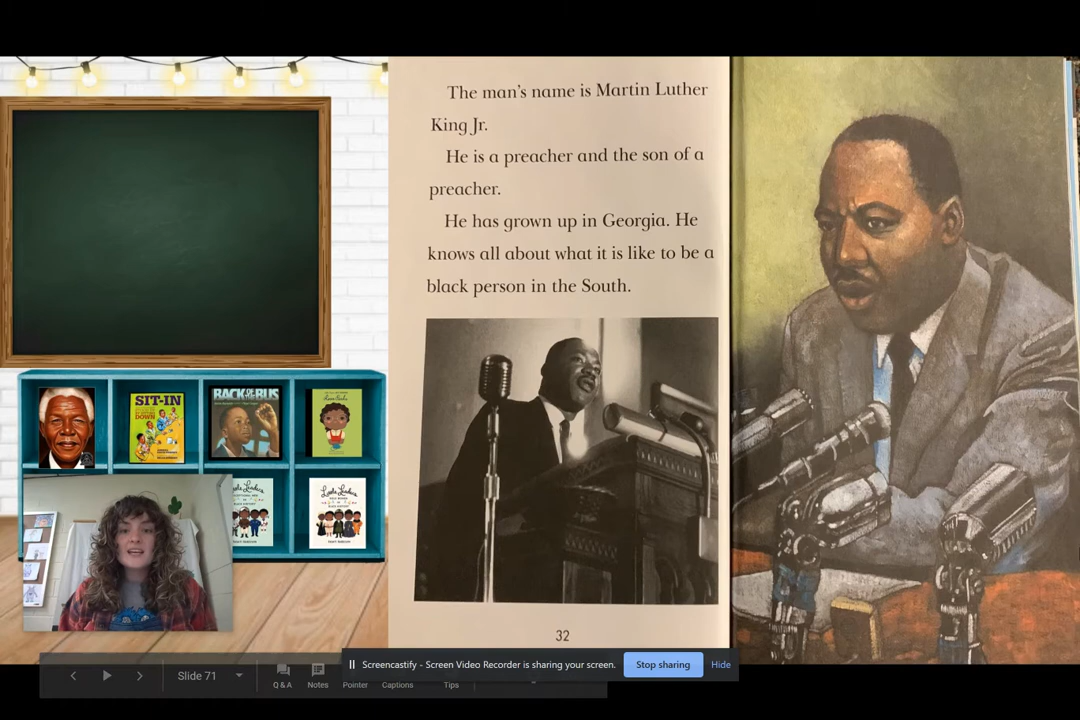 The man's name is Martin Luther
King Jr.
He is a preacher and the son of a
preacher.
He has grown up in Georgia. He
knows all about what it is like to be a
black person in the South.
32
SIT-IN
DOWN
BACK OF THE BUS
Little Leaders
Slide 71
Q & A
Notes
Pointer
Captions
Tips
Screencastify - Screen Video Recorder is sharing your screen.
Stop sharing
Hide